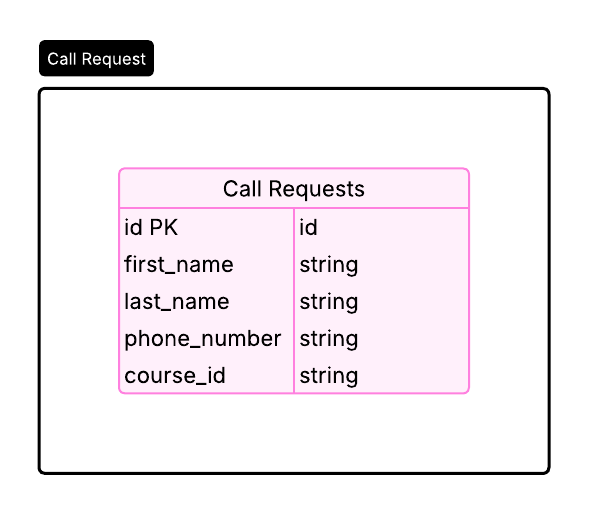 Call Request
Call Requests
id PK id
first_name string
last_name string
phone_number string
course_id string